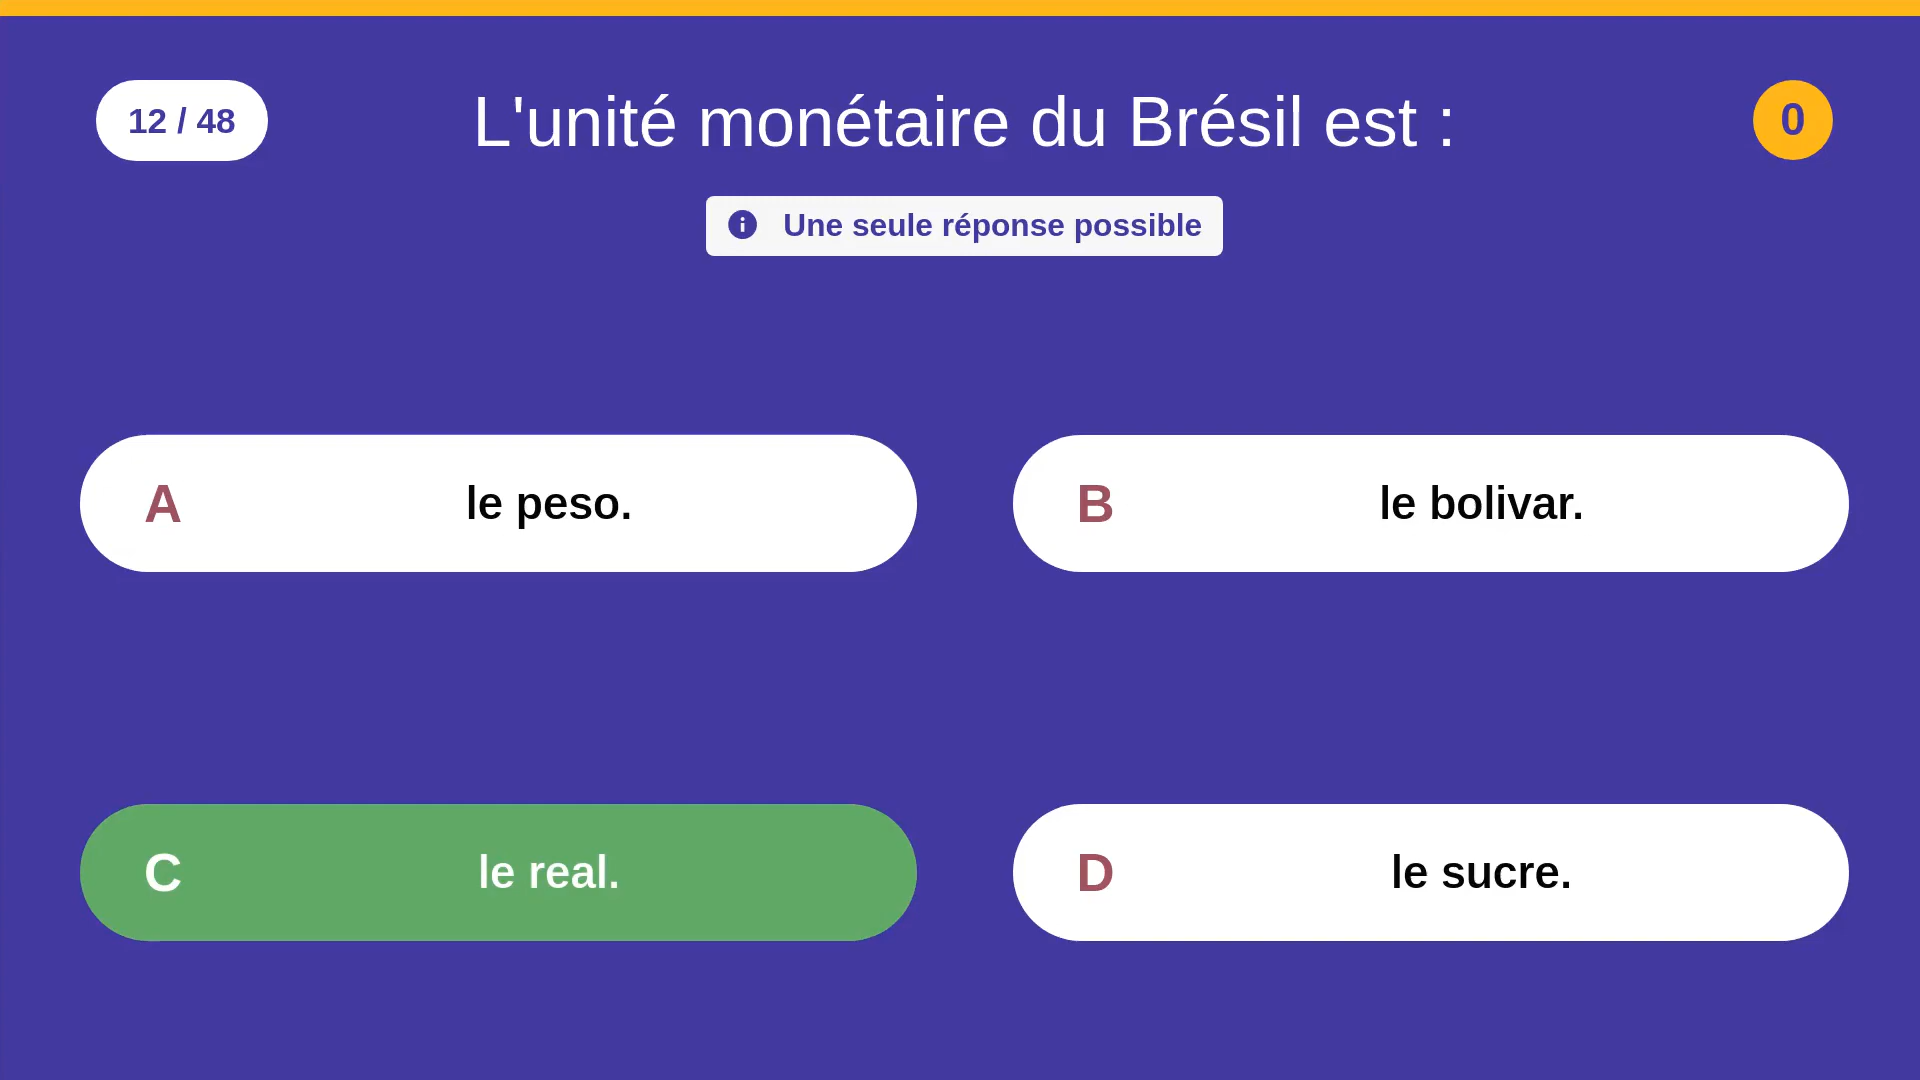 12 / 48
L'unité monétaire du Brésil est :
0
Une seule réponse possible
A le peso.
B le bolivar.
C le real.
D le sucre.